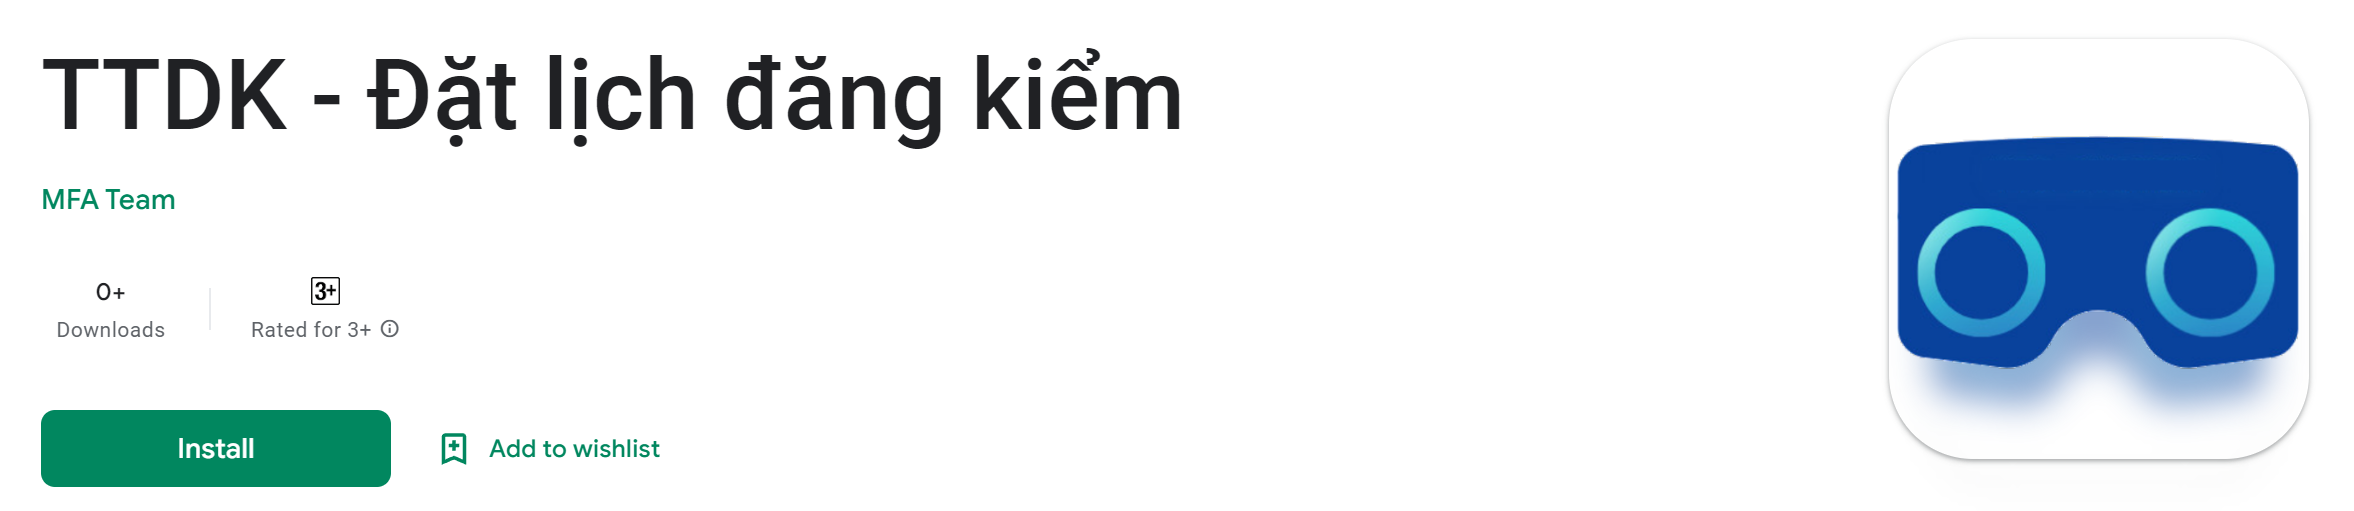 TTDK - Đặt lịch đăng kiểm
MFA Team
0+
Downloads
3+
Rated for 3+
Install
Add to wishlist